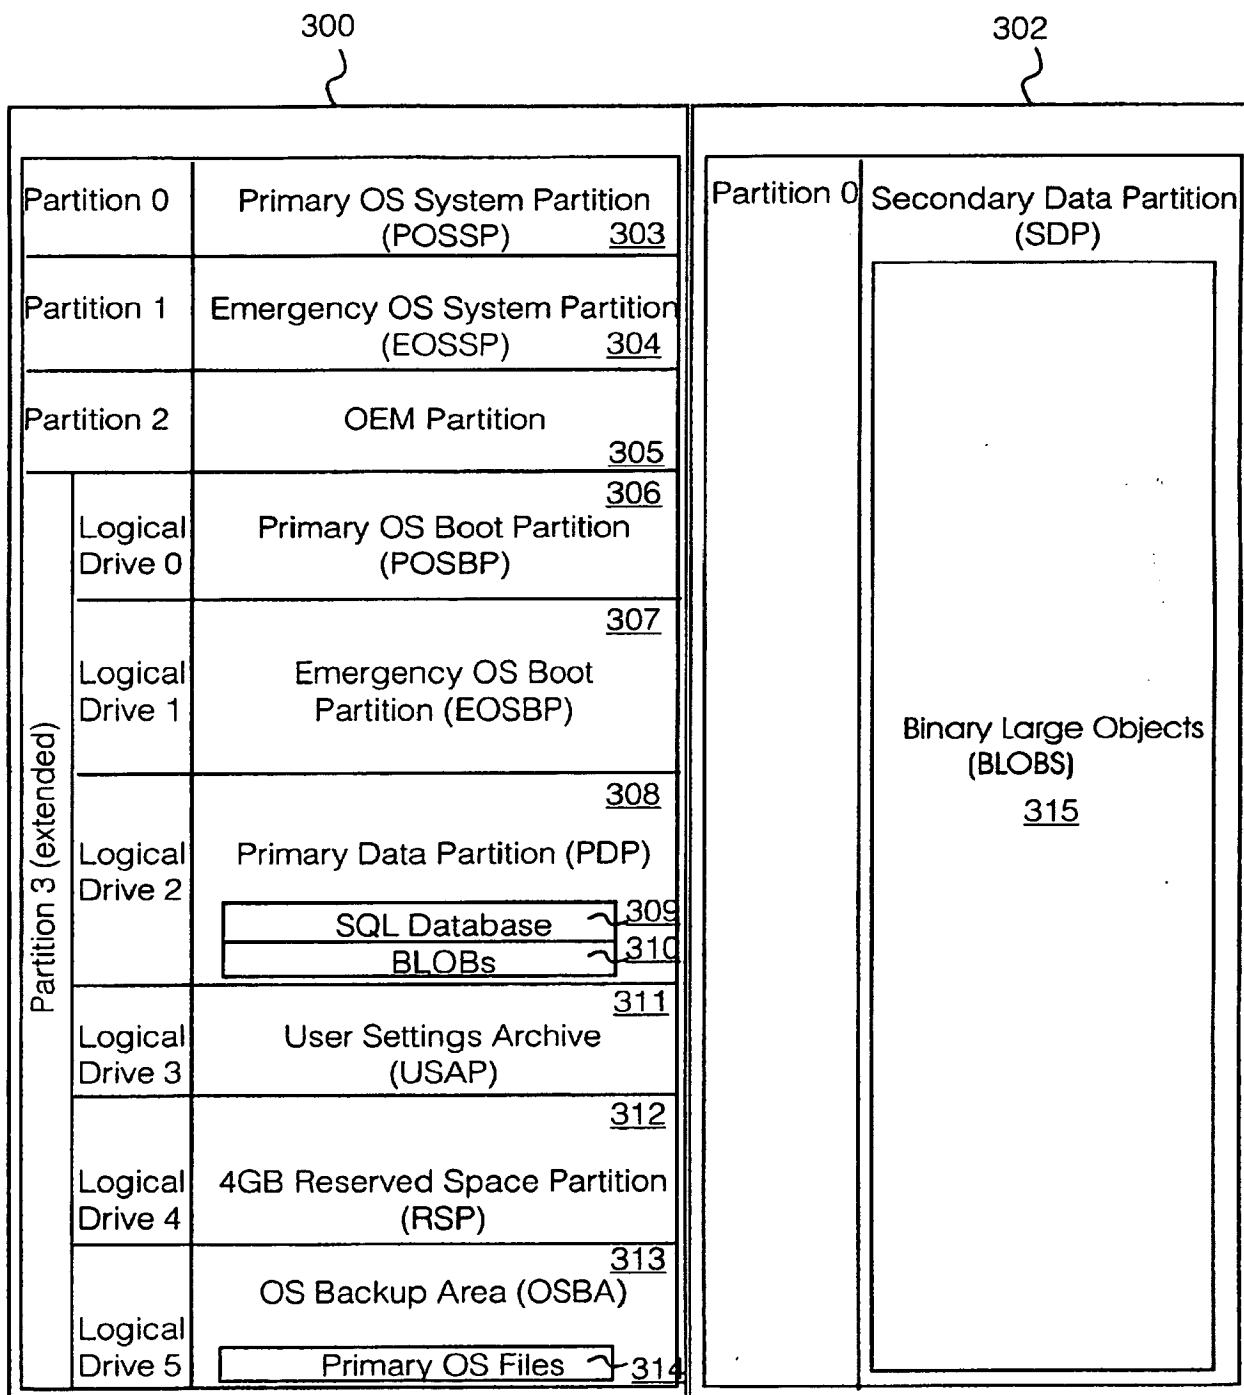 300
302
Partition 0
Primary OS System Partition
(POSSP)
303
Partition 1
Emergency OS System Partition
(EOSSP)
304
Partition 2
OEM Partition
305
Partition 3 (extended)
306
Logical
Drive 0
Primary OS Boot Partition
(POSBP)
307
Logical
Drive 1
Emergency OS Boot
Partition (EOSBP)
308
Logical
Drive 2
Primary Data Partition (PDP)
SQL Database
309
BLOBs
310
311
Logical
Drive 3
User Settings Archive
(USAP)
312
Logical
Drive 4
4GB Reserved Space Partition
(RSP)
313
OS Backup Area (OSBA)
Logical
Drive 5
Primary OS Files
314
Partition 0
Secondary Data Partition
(SDP)
Binary Large Objects
(BLOBS)
315